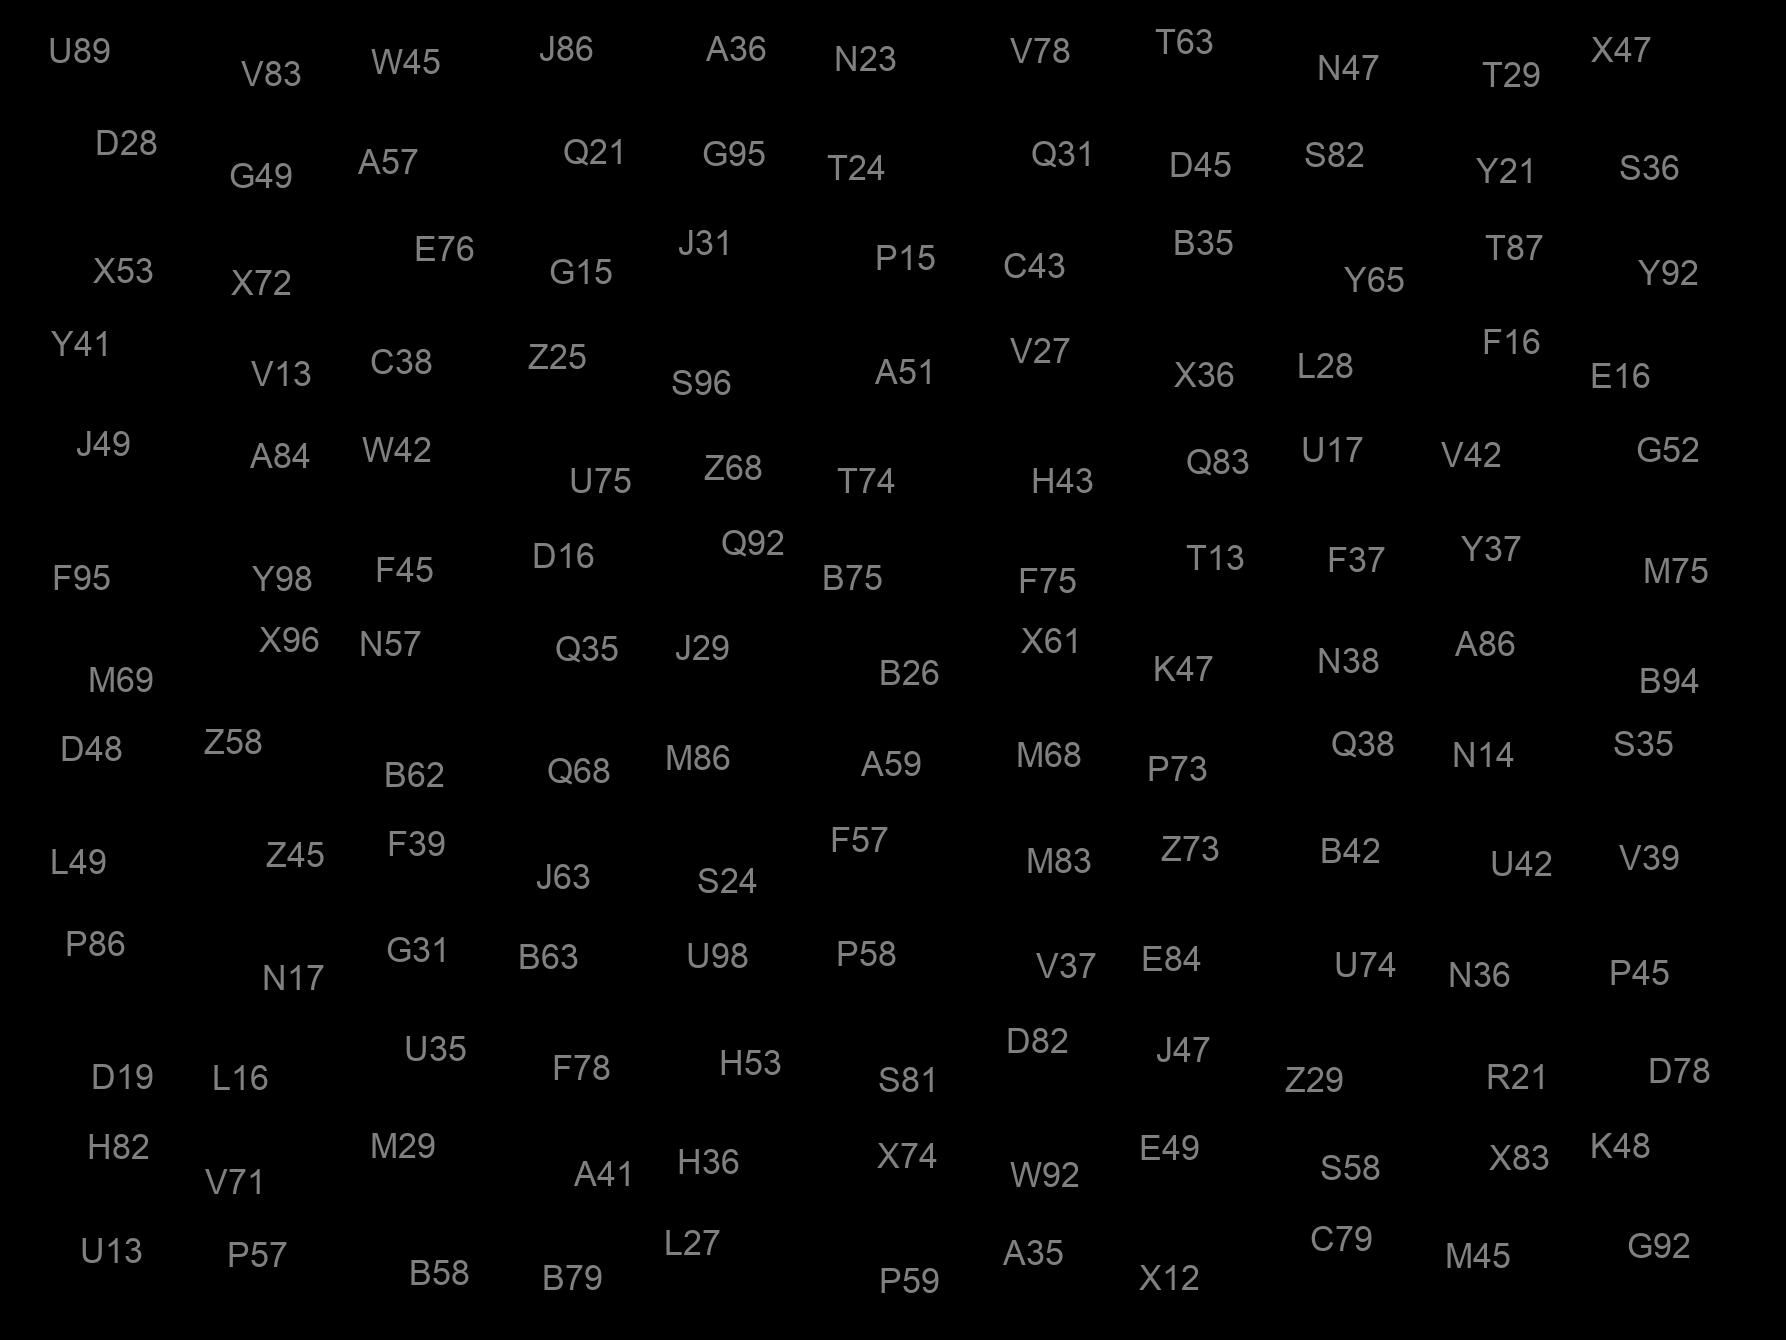 U89 V83 W45 J86 A36 N23 V78 T63 N47 T29 X47
D28 G49 A57 Q21 G95 T24 Q31 D45 S82 Y21 S36
X53 X72 E76 G15 J31 P15 C43 B35 Y65 T87 Y92
Y41 V13 C38 Z25 S96 A51 V27 X36 L28 F16 E16
J49 A84 W42 U75 Z68 T74 H43 Q83 U17 V42 G52
F95 Y98 F45 D16 Q92 B75 F75 T13 F37 Y37 M75
M69 X96 N57 Q35 J29 B26 X61 K47 N38 A86 B94
D48 Z58 B62 Q68 M86 A59 M68 P73 Q38 N14 S35
L49 Z45 F39 J63 S24 F57 M83 Z73 B42 U42 V39
P86 N17 G31 B63 U98 P58 V37 E84 U74 N36 P45
D19 L16 U35 F78 H53 S81 D82 J47 Z29 R21 D78
H82 V71 M29 A41 H36 X74 W92 E49 S58 X83 K48
U13 P57 B58 B79 L27 P59 A35 X12 C79 M45 G92